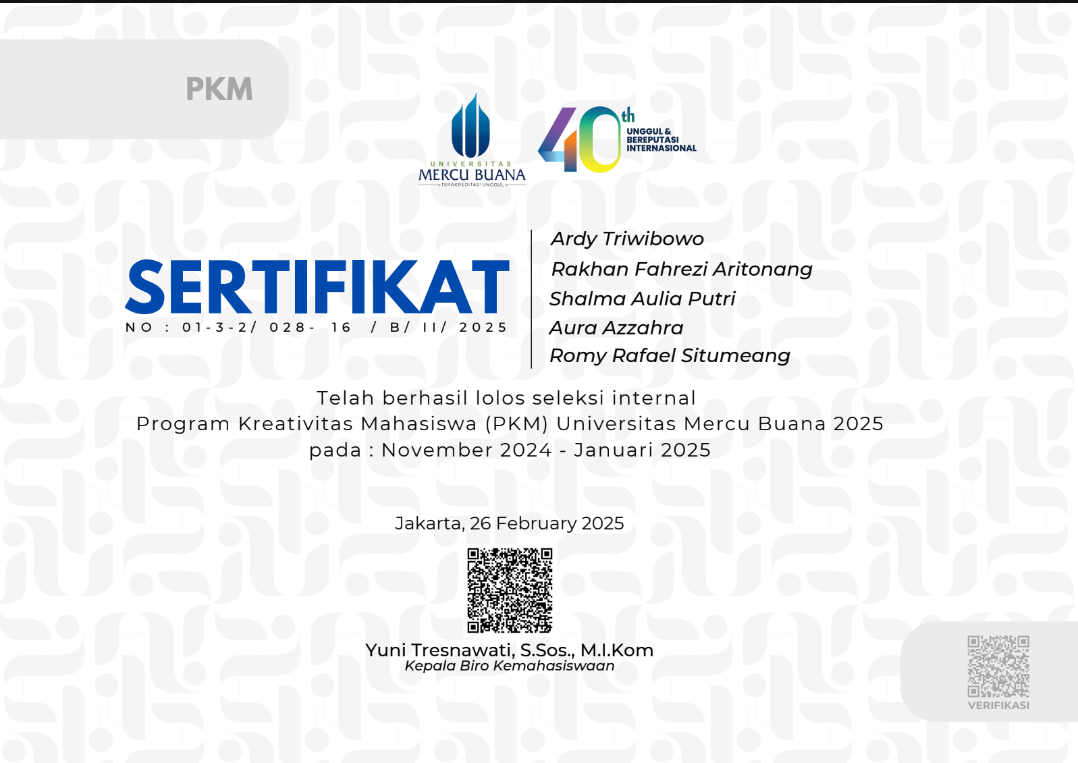 PKM
UNIVERSITAS
MERCU BUANA
TERAKREDITASI UNGGUL
40th
UNGGUL &
BEREPUTASI
INTERNASIONAL
SERTIFIKAT
NO : 01-3-2/ 028- 16 / B/ II/ 2025
Ardy Triwibowo
Rakhan Fahrezi Aritonang
Shalma Aulia Putri
Aura Azzahra
Romy Rafael Situmeang
Telah berhasil lolos seleksi internal
Program Kreativitas Mahasiswa (PKM) Universitas Mercu Buana 2025
pada : November 2024 - Januari 2025
Jakarta, 26 February 2025
Yuni Tresnawati, S.Sos., M.I.Kom
Kepala Biro Kemahasiswaan
VERIFIKASI